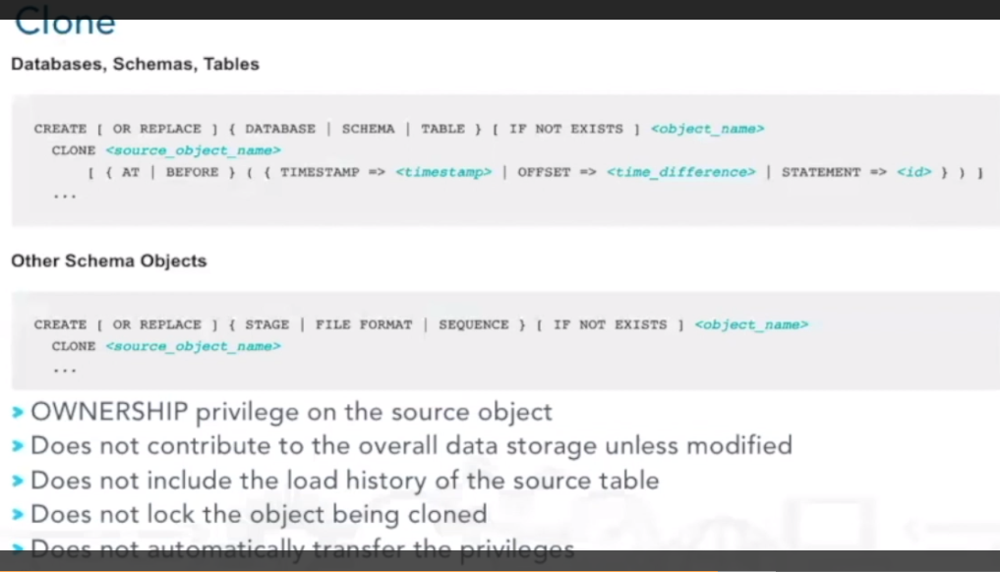 Clone
Databases, Schemas, Tables
CREATE [ OR REPLACE ] { DATABASE | SCHEMA | TABLE } [ IF NOT EXISTS ] <object_name>
CLONE <source_object_name>
[ { AT | BEFORE } ( { TIMESTAMP => <timestamp> | OFFSET => <time_difference> | STATEMENT => <id> } ) ]
...
Other Schema Objects
CREATE [ OR REPLACE ] { STAGE | FILE FORMAT | SEQUENCE } [ IF NOT EXISTS ] <object_name>
CLONE <source_object_name>
...
> OWNERSHIP privilege on the source object
> Does not contribute to the overall data storage unless modified
> Does not include the load history of the source table
> Does not lock the object being cloned
> Does not automatically transfer the privileges